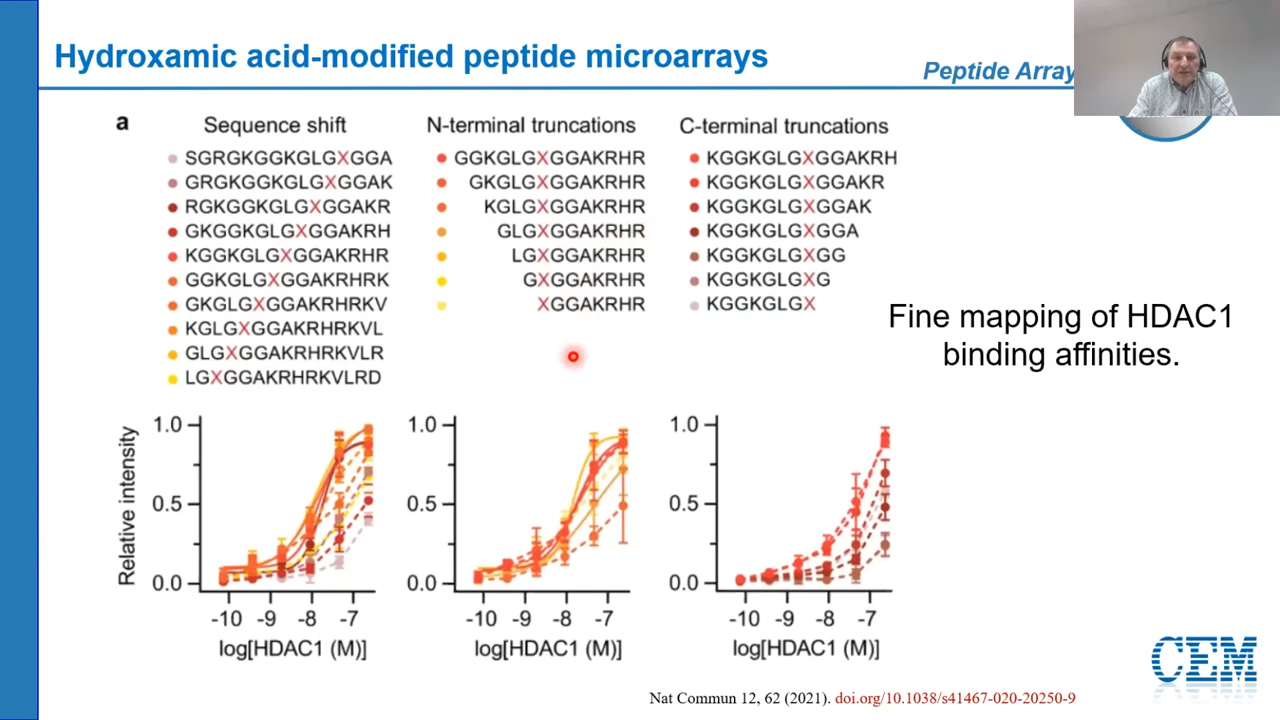 Hydroxamic acid-modified peptide microarrays
Peptide Array
a
Sequence shift
SGRGKGGKGLGXGGA
GRGKGGKGLGXGGAK
RGKGGKGLGXGGAKR
GKGGKGLGXGGAKRH
KGGKGLGXGGAKRHR
GGKGLGXGGAKRHRK
GKGLGXGGAKRHRKV
KGLGXGGAKRHRKVL
GLGXGGAKRHRKVLR
LGXGGAKRHRKVLRD
N-terminal truncations
GGKGLGXGGAKRHR
GKGLGXGGAKRHR
KGLGXGGAKRHR
GLGXGGAKRHR
LGXGGAKRHR
GXGGAKRHR
XGGAKRHR
C-terminal truncations
KGGKGLGXGGAKRH
KGGKGLGXGGAKR
KGGKGLGXGGAK
KGGKGLGXGGA
KGGKGLGXGG
KGGKGLGXG
KGGKGLGX
Fine mapping of HDAC1
binding affinities.
Relative intensity
1.0
0.5
0.0
-10 -9 -8 -7
log[HDAC1 (M)]
1.0
0.5
0.0
-10 -9 -8 -7
log[HDAC1 (M)]
1.0
0.5
0.0
-10 -9 -8 -7
log[HDAC1 (M)]
CEM
Nat Commun 12, 62 (2021). doi.org/10.1038/s41467-020-20250-9